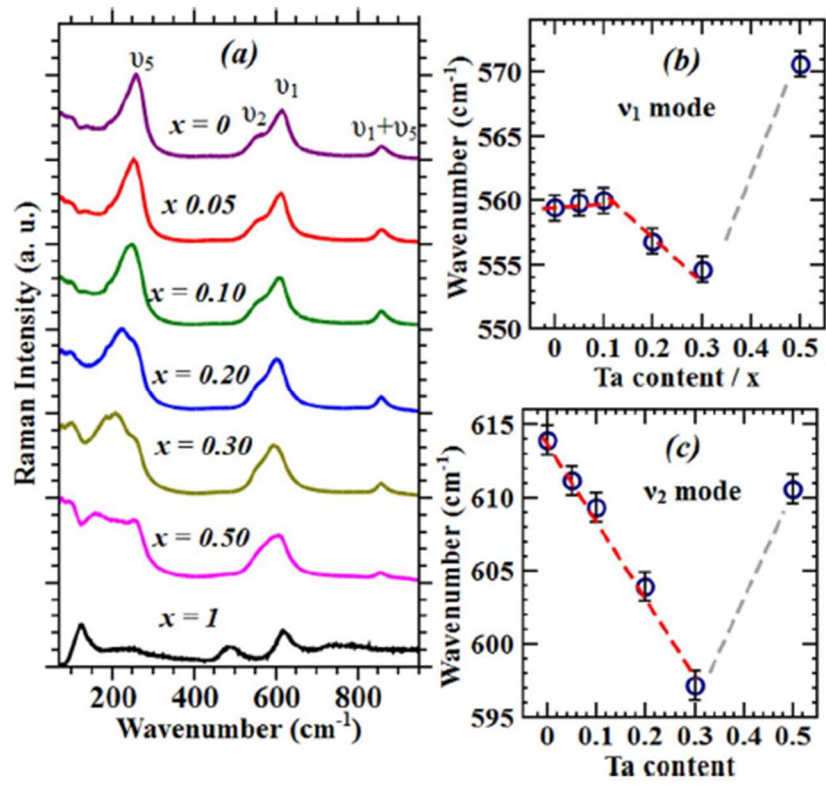 (a)
υ5
υ1
υ2
υ1+υ5
x = 0
x 0.05
x = 0.10
x = 0.20
x = 0.30
x = 0.50
x = 1
Raman Intensity (a. u.)
200 400 600 800
Wavenumber (cm-1)
(b)
ν1 mode
Wavenumber (cm-1)
570
565
560
555
550
0 0.1 0.2 0.3 0.4 0.5
Ta content / x
(c)
ν2 mode
Wavenumber (cm-1)
615
610
605
600
595
0 0.1 0.2 0.3 0.4 0.5
Ta content